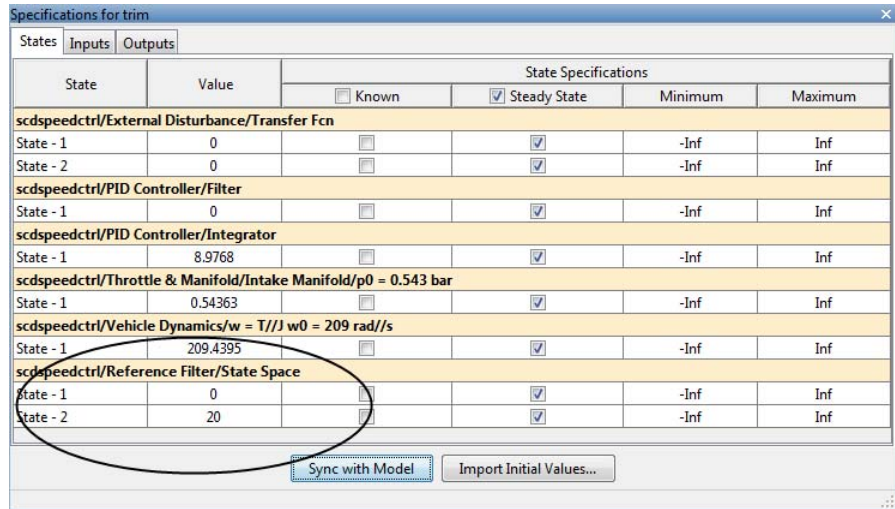 Specifications for trim
States Inputs Outputs
State Value State Specifications
Known Steady State Minimum Maximum
scdspeedctrl/External Disturbance/Transfer Fcn
State - 1 0 -Inf Inf
State - 2 0 -Inf Inf
scdspeedctrl/PID Controller/Filter
State - 1 0 -Inf Inf
scdspeedctrl/PID Controller/Integrator
State - 1 8.9768 -Inf Inf
scdspeedctrl/Throttle & Manifold/Intake Manifold/p0 = 0.543 bar
State - 1 0.54363 -Inf Inf
scdspeedctrl/Vehicle Dynamics/w = T//J w0 = 209 rad//s
State - 1 209.4395 -Inf Inf
scdspeedctrl/Reference Filter/State Space
State - 1 0 -Inf Inf
State - 2 20 -Inf Inf
Sync with Model Import Initial Values...